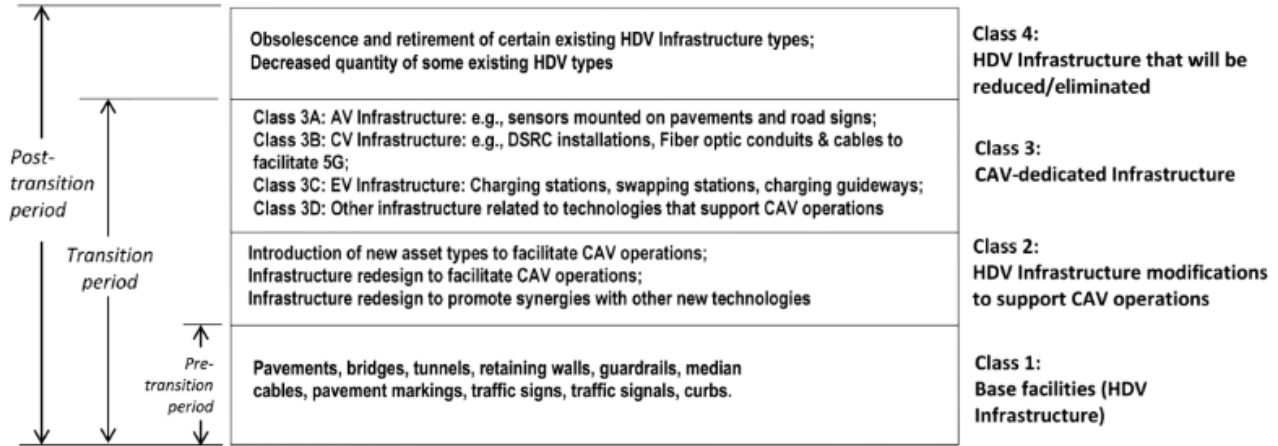 Obsolescence and retirement of certain existing HDV Infrastructure types;
Decreased quantity of some existing HDV types
Class 4:
HDV Infrastructure that will be
reduced/eliminated
Class 3A: AV Infrastructure: e.g., sensors mounted on pavements and road signs;
Class 3B: CV Infrastructure: e.g., DSRC installations, Fiber optic conduits & cables to
facilitate 5G;
Class 3C: EV Infrastructure: Charging stations, swapping stations, charging guideways;
Class 3D: Other infrastructure related to technologies that support CAV operations
Class 3:
CAV-dedicated Infrastructure
Post-
transition
period
Transition
period
Introduction of new asset types to facilitate CAV operations;
Infrastructure redesign to facilitate CAV operations;
Infrastructure redesign to promote synergies with other new technologies
Class 2:
HDV Infrastructure modifications
to support CAV operations
Pre-
transition
period
Pavements, bridges, tunnels, retaining walls, guardrails, median
cables, pavement markings, traffic signs, traffic signals, curbs.
Class 1:
Base facilities (HDV
Infrastructure)